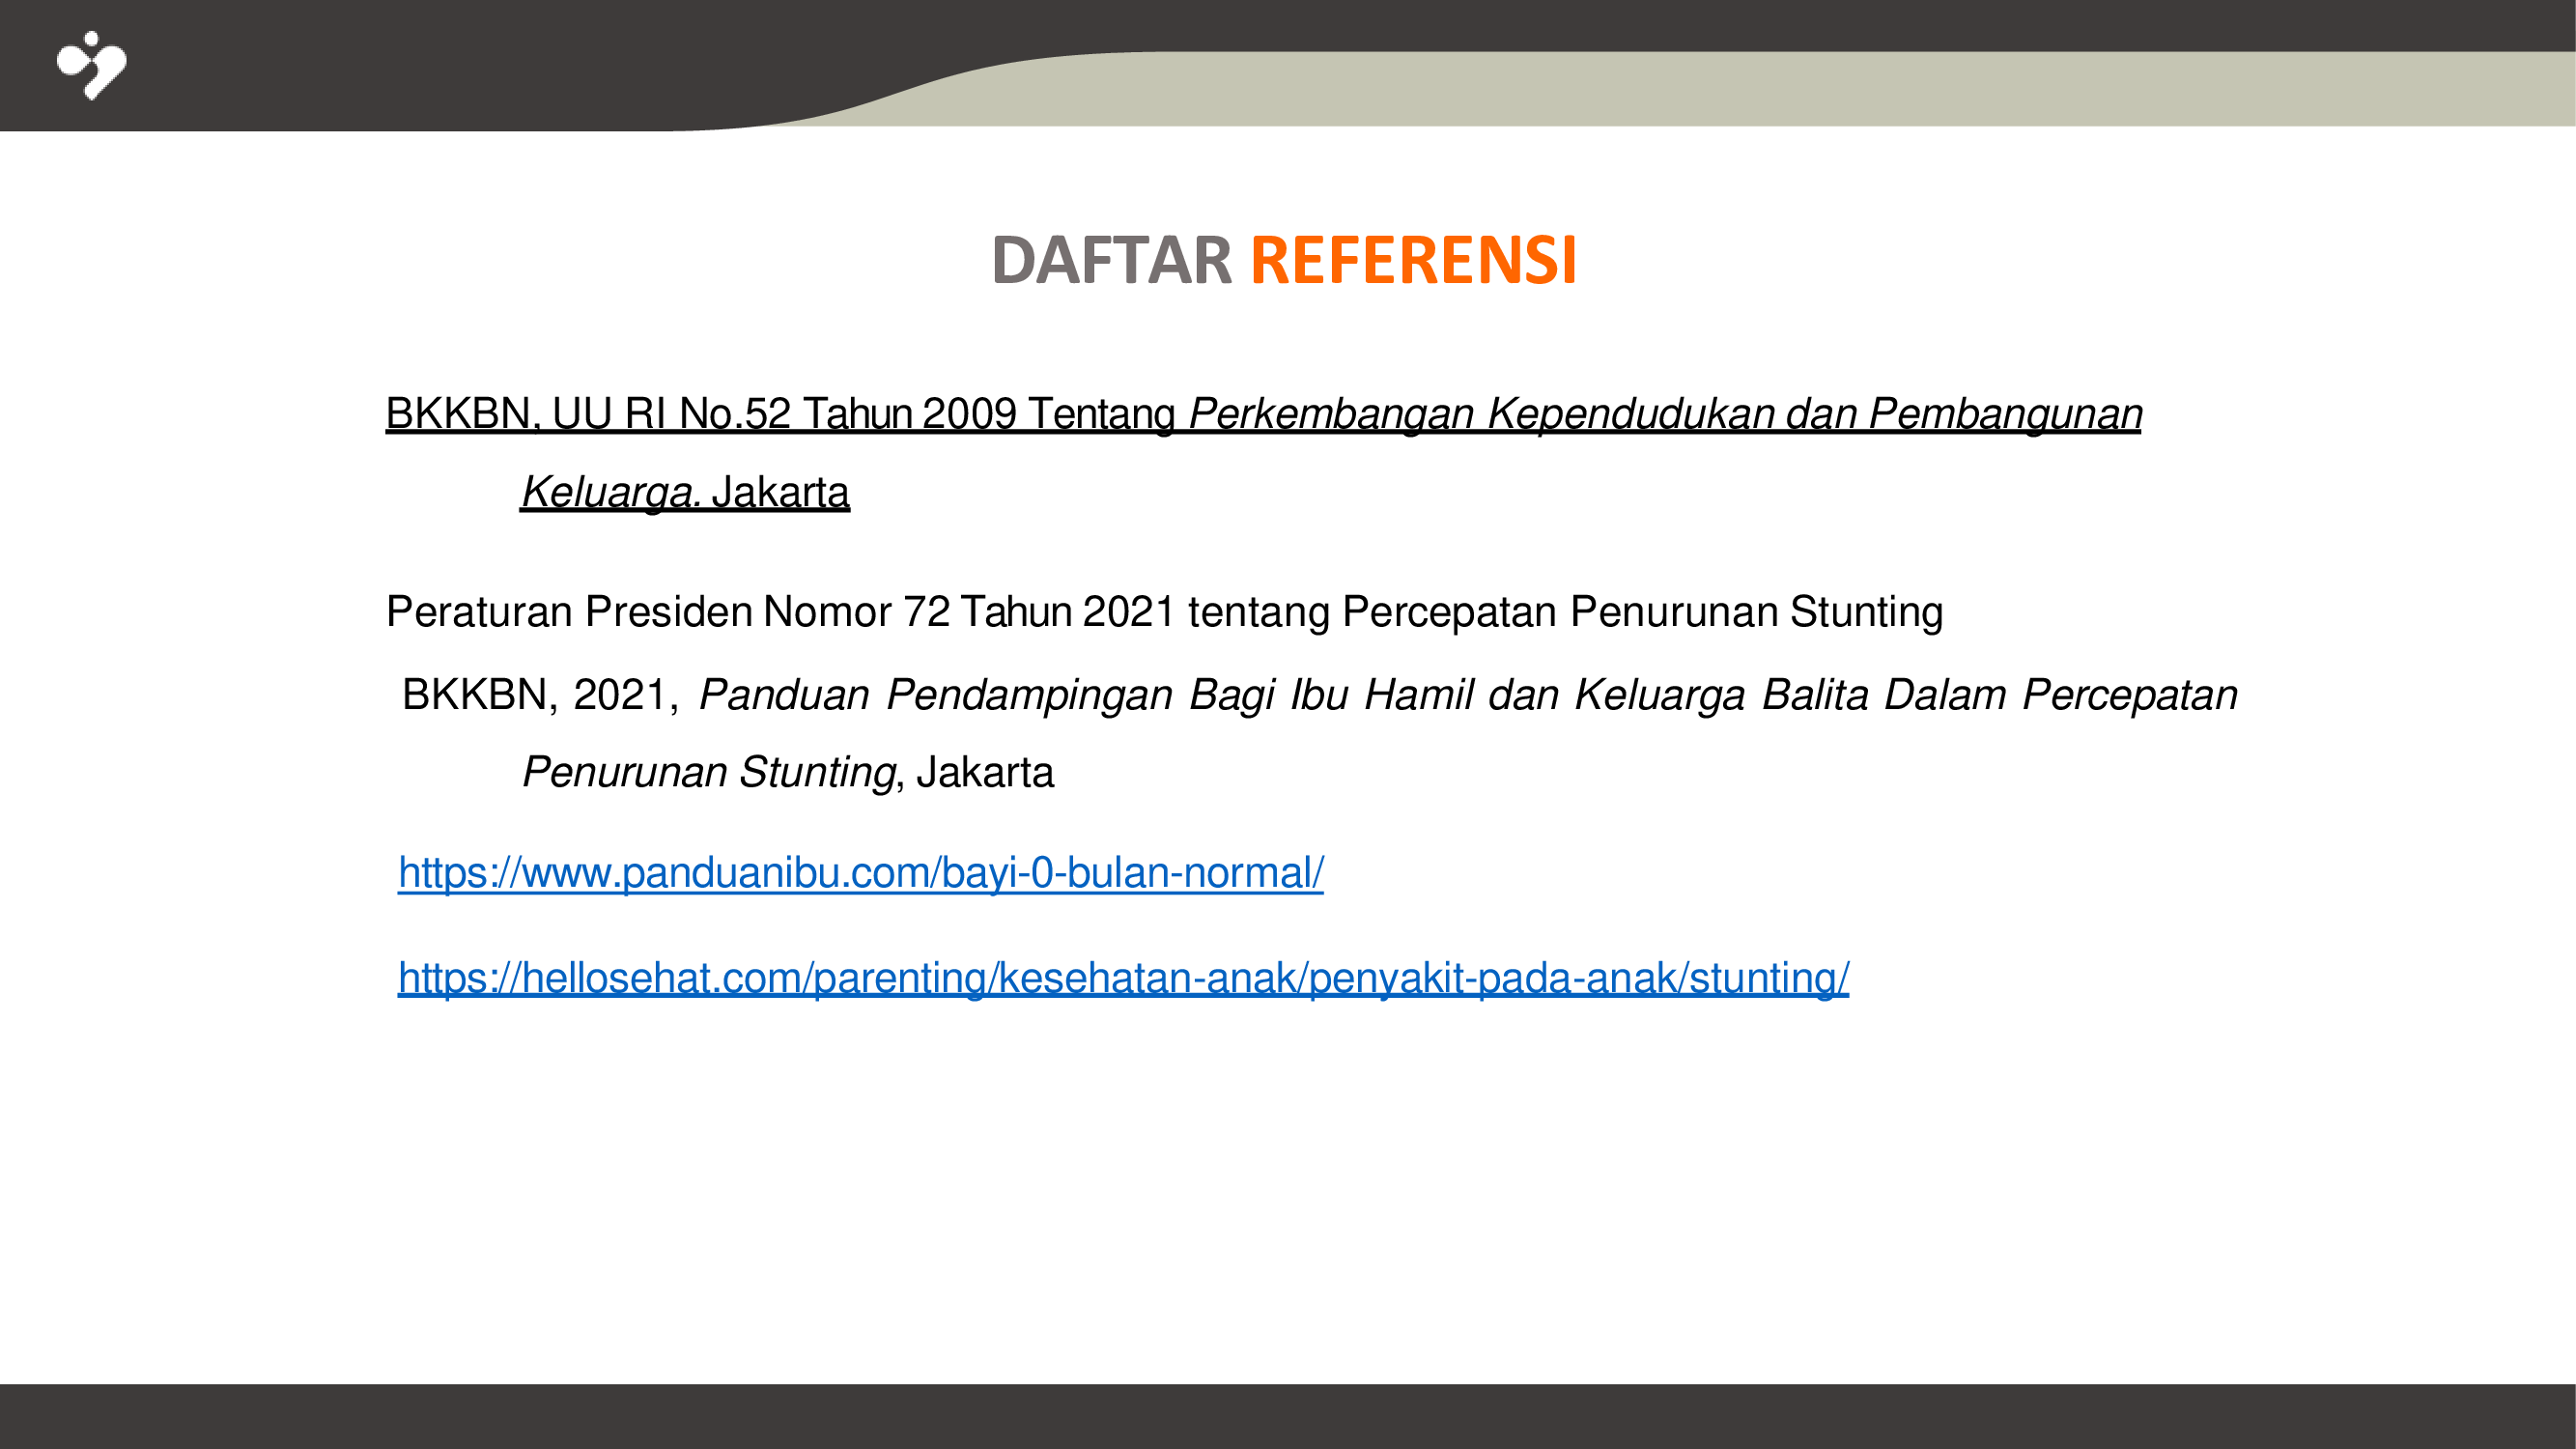 DAFTAR REFERENSI
BKKBN, UU RI No.52 Tahun 2009 Tentang Perkembangan Kependudukan dan Pembangunan
Keluarga. Jakarta
Peraturan Presiden Nomor 72 Tahun 2021 tentang Percepatan Penurunan Stunting
BKKBN, 2021, Panduan Pendampingan Bagi Ibu Hamil dan Keluarga Balita Dalam Percepatan
Penurunan Stunting, Jakarta
https://www.panduanibu.com/bayi-0-bulan-normal/
https://hellosehat.com/parenting/kesehatan-anak/penyakit-pada-anak/stunting/